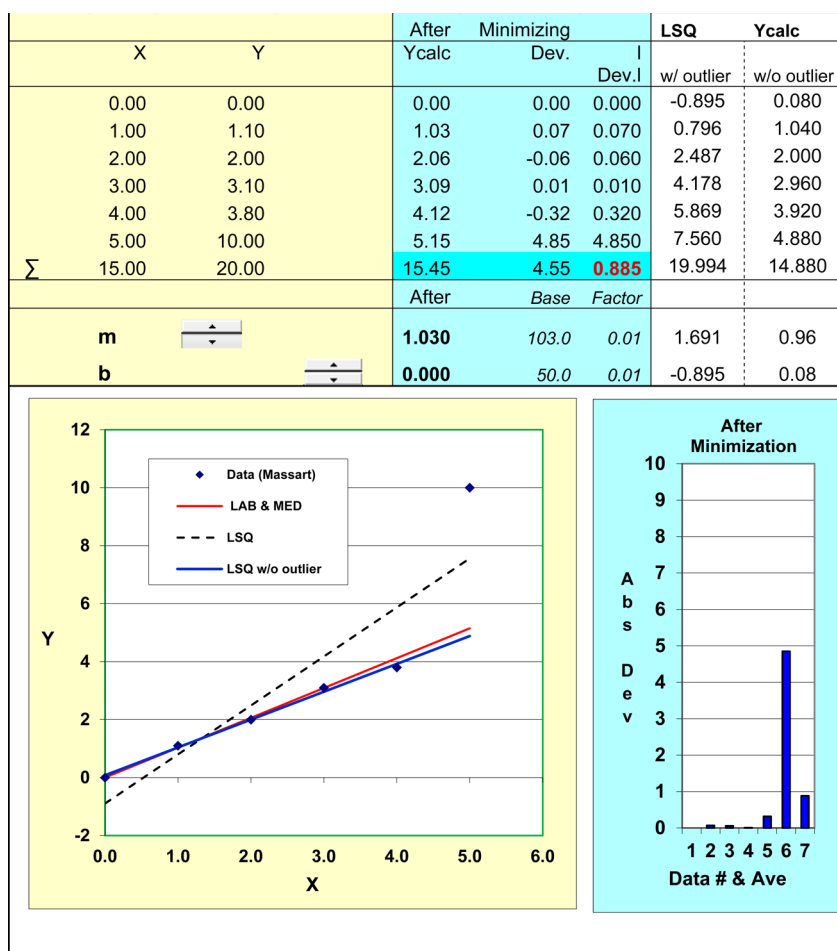 After Minimizing LSQ Ycalc
X Y Ycalc Dev. I
Dev.I w/ outlier w/o outlier
0.00 0.00 0.00 0.00 0.000 -0.895 0.080
1.00 1.10 1.03 0.07 0.070 0.796 1.040
2.00 2.00 2.06 -0.06 0.060 2.487 2.000
3.00 3.10 3.09 0.01 0.010 4.178 2.960
4.00 3.80 4.12 -0.32 0.320 5.869 3.920
5.00 10.00 5.15 4.85 4.850 7.560 4.880
Σ 15.00 20.00 15.45 4.55 0.885 19.994 14.880
After Base Factor
m 1.030 103.0 0.01 1.691 0.96
b 0.000 50.0 0.01 -0.895 0.08
12
10
8
6
4
2
0
-2
Y
Data (Massart)
LAB & MED
LSQ
LSQ w/o outlier
0.0 1.0 2.0 3.0 4.0 5.0 6.0
X
After
Minimization
10
9
8
7
6
5
4
3
2
1
0
Abs Dev
1 2 3 4 5 6 7
Data # & Ave